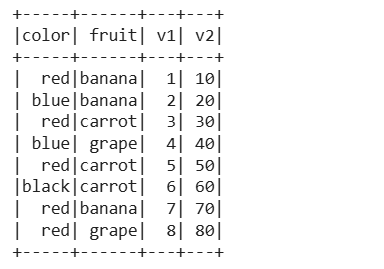 +-----+------+---+---+
|color| fruit| v1| v2|
+-----+------+---+---+
|  red|banana|  1| 10|
| blue|banana|  2| 20|
|  red|carrot|  3| 30|
| blue| grape|  4| 40|
|  red|carrot|  5| 50|
|black|carrot|  6| 60|
|  red|banana|  7| 70|
|  red| grape|  8| 80|
+-----+------+---+---+